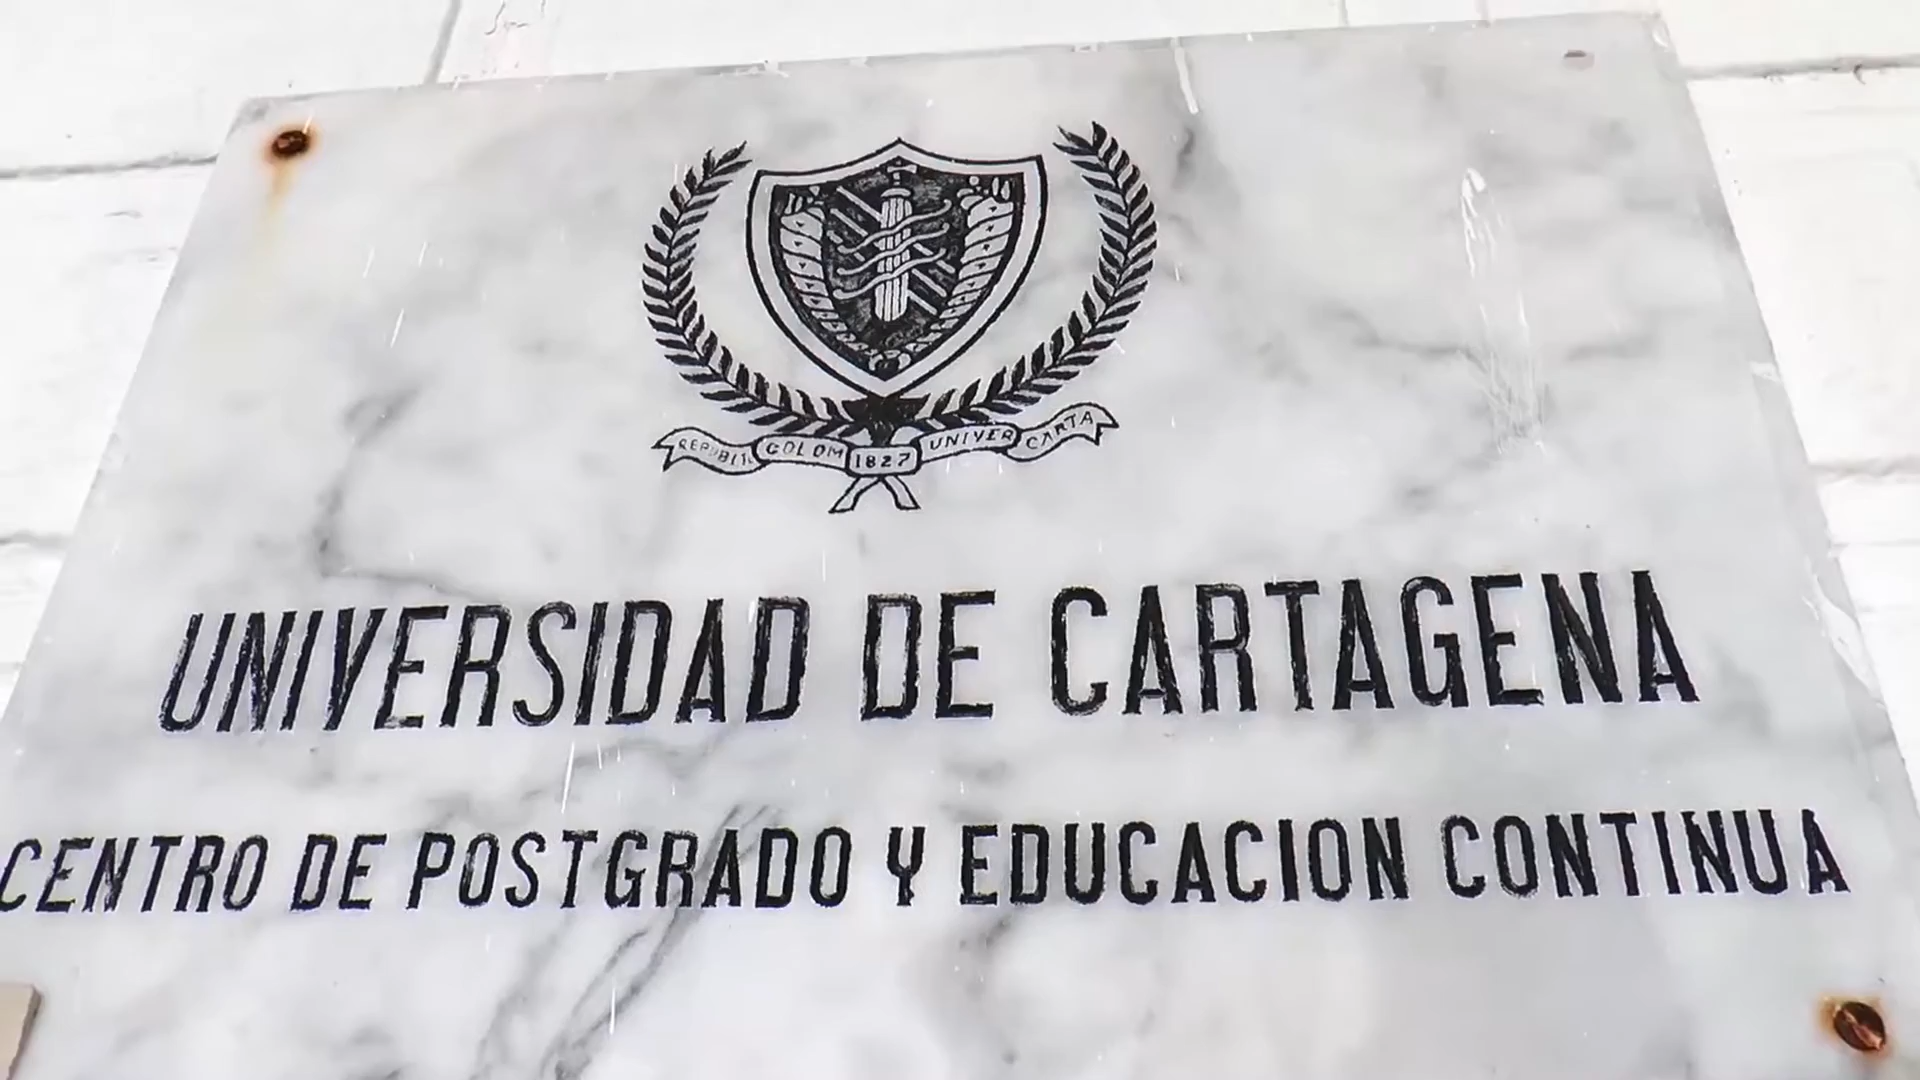 REPUBLI COLOM 1827 UNIVER CARTA
UNIVERSIDAD DE CARTAGENA
CENTRO DE POSTGRADO Y EDUCACION CONTINUA